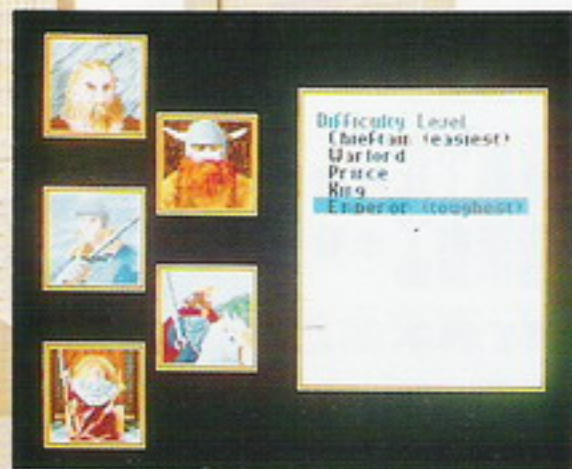 Difficulty Level
Chieftain (easiest)
Warlord
Prince
King
Emperor (toughest)